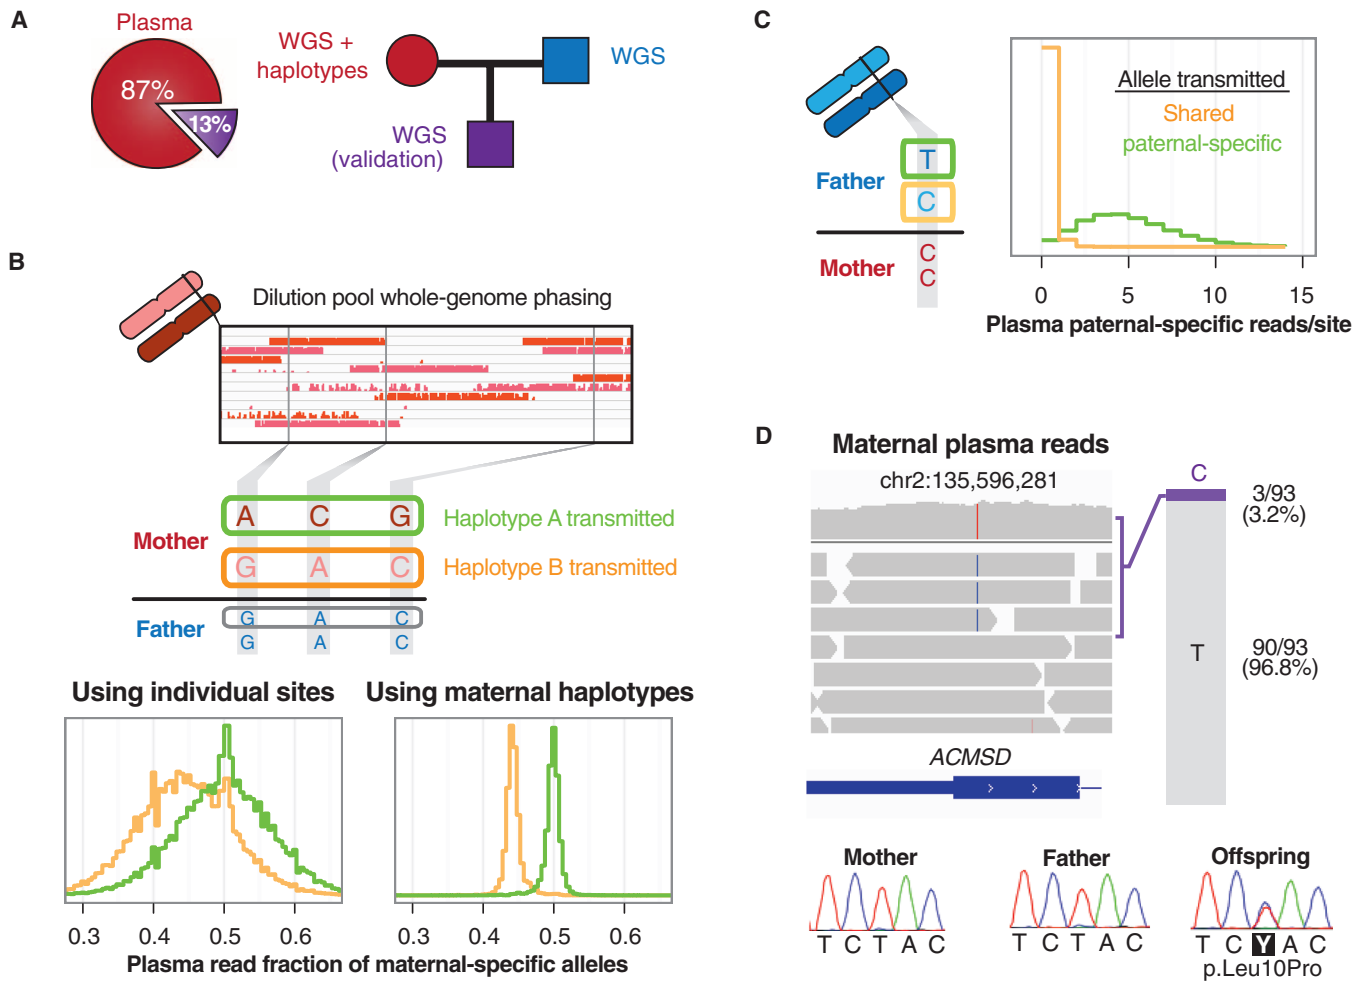 A
Plasma
87%
13%
WGS +
haplotypes
WGS
WGS
(validation)
B
Dilution pool whole-genome phasing
Mother
A C G
Haplotype A transmitted
G A C
Haplotype B transmitted
Father
G A C
G A C
Using individual sites
Using maternal haplotypes
0.3 0.4 0.5 0.6
0.3 0.4 0.5 0.6
Plasma read fraction of maternal-specific alleles
C
Father
T
C
Mother
C
C
Allele transmitted
Shared
paternal-specific
0 5 10 15
Plasma paternal-specific reads/site
D
Maternal plasma reads
chr2:135,596,281
C
3/93
(3.2%)
T
90/93
(96.8%)
ACMSD
Mother
T C T A C
Father
T C T A C
Offspring
T C Y A C
p.Leu10Pro